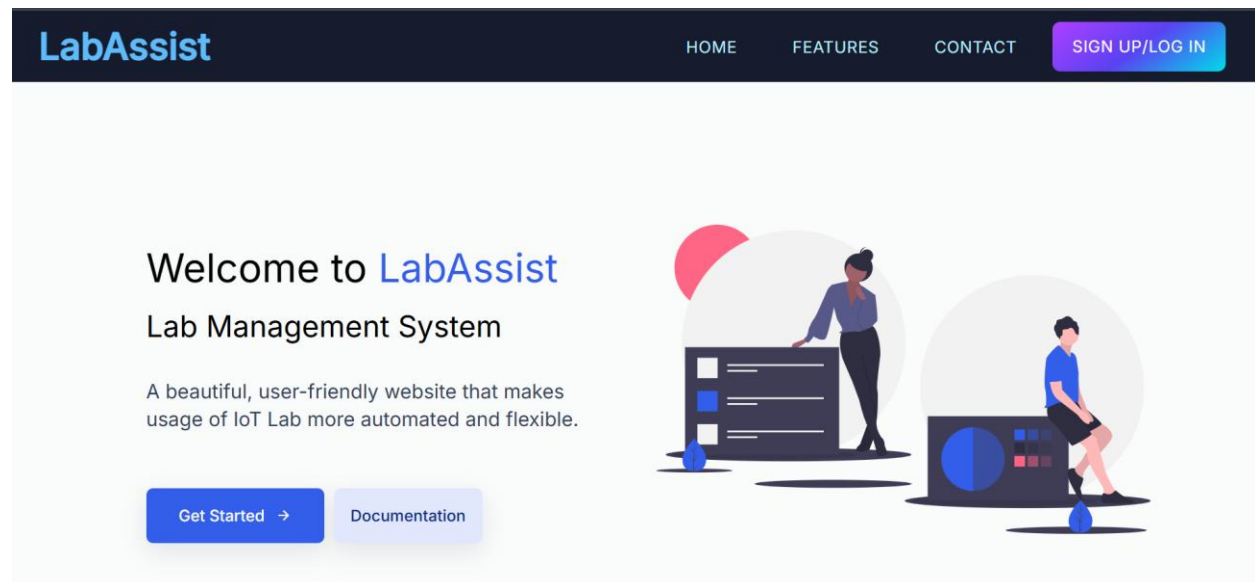 LabAssist
HOME
FEATURES
CONTACT
SIGN UP/LOG IN
Welcome to LabAssist
Lab Management System
A beautiful, user-friendly website that makes
usage of IoT Lab more automated and flexible.
Get Started →
Documentation